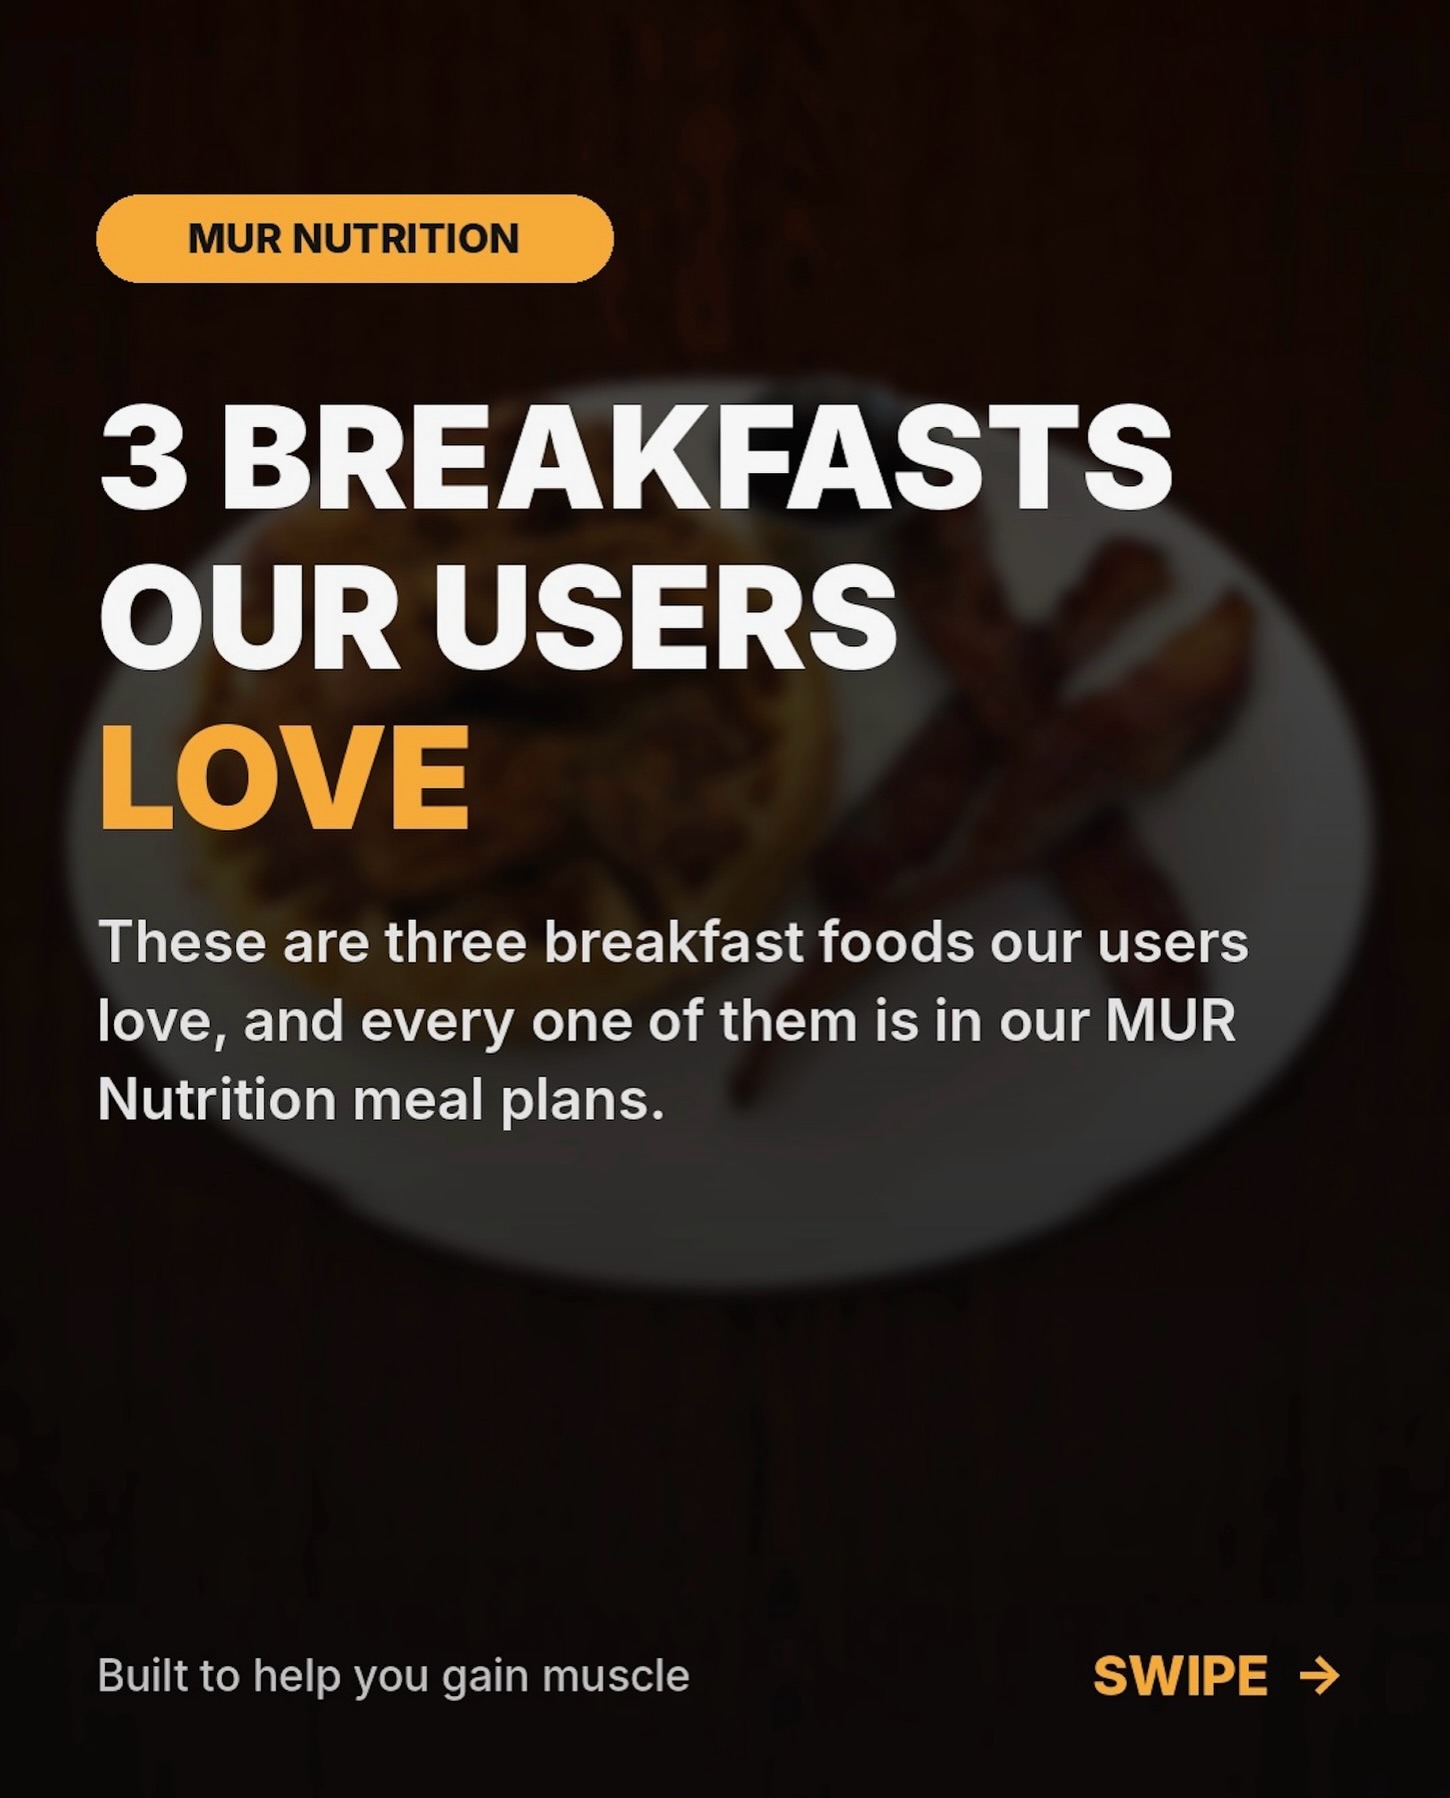 MUR NUTRITION
3 BREAKFASTS
OUR USERS
LOVE
These are three breakfast foods our users
love, and every one of them is in our MUR
Nutrition meal plans.
Built to help you gain muscle
SWIPE →